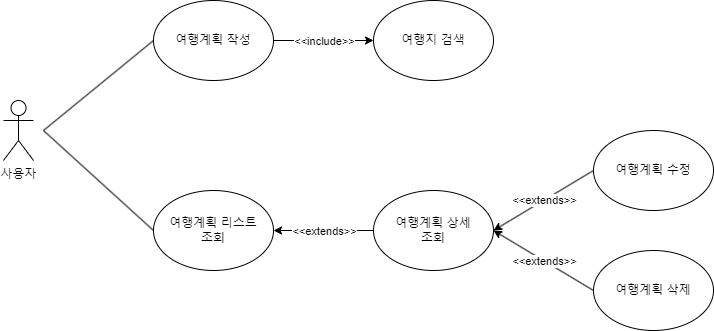 여행계획 작성
<<include>>
여행지 검색
사용자
여행계획 리스트
조회
<<extends>>
여행계획 상세
조회
<<extends>>
여행계획 수정
<<extends>>
여행계획 삭제